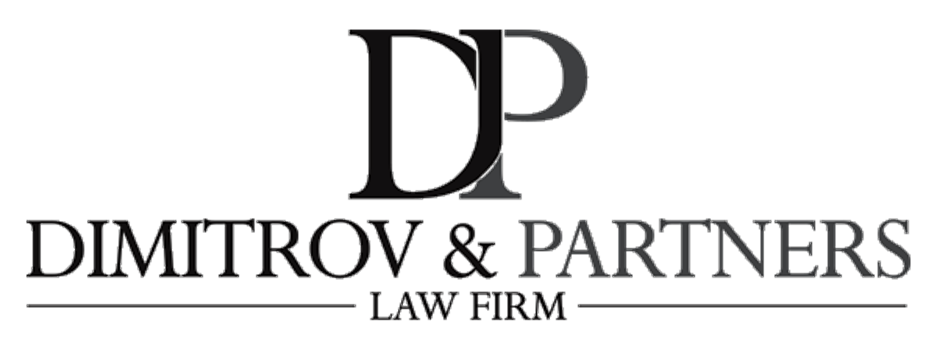 DP
DIMITROV & PARTNERS
LAW FIRM